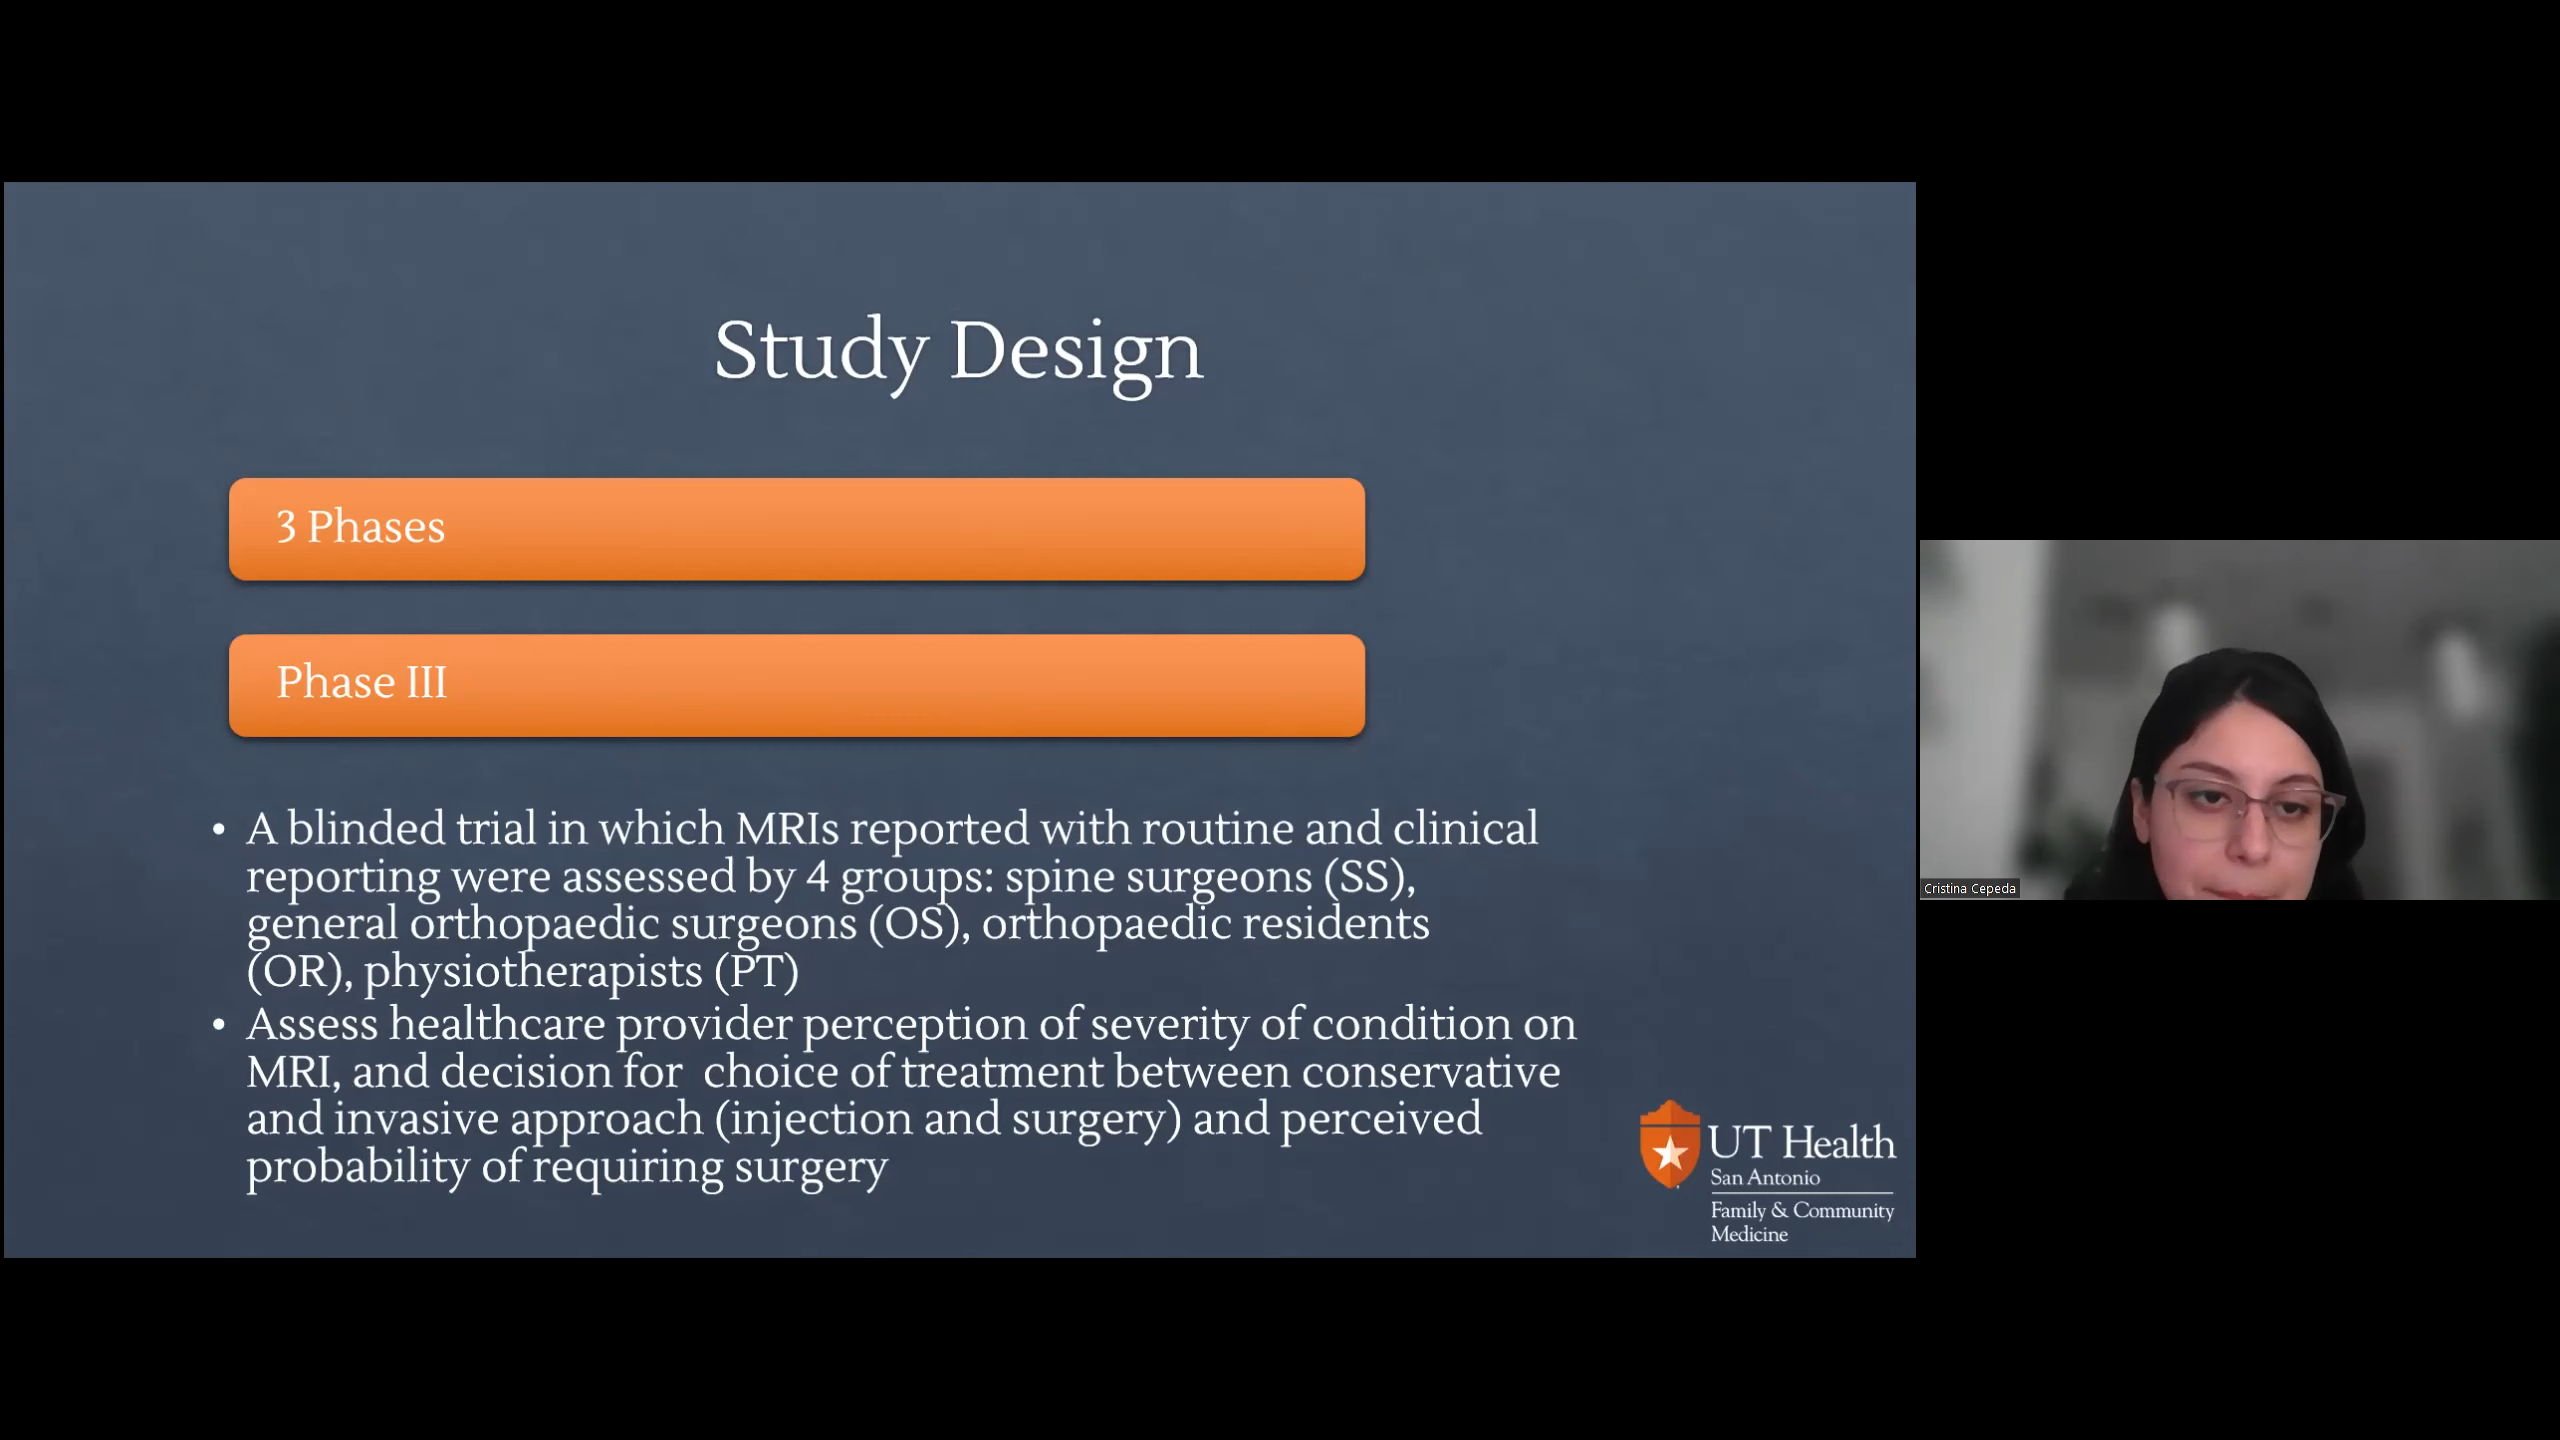 Study Design
3 Phases
Phase III
• A blinded trial in which MRIs reported with routine and clinical
reporting were assessed by 4 groups: spine surgeons (SS),
general orthopaedic surgeons (OS), orthopaedic residents
(OR), physiotherapists (PT)
• Assess healthcare provider perception of severity of condition on
MRI, and decision for  choice of treatment between conservative
and invasive approach (injection and surgery) and perceived
probability of requiring surgery
UT Health
San Antonio
Family & Community
Medicine
Cristina Cepeda